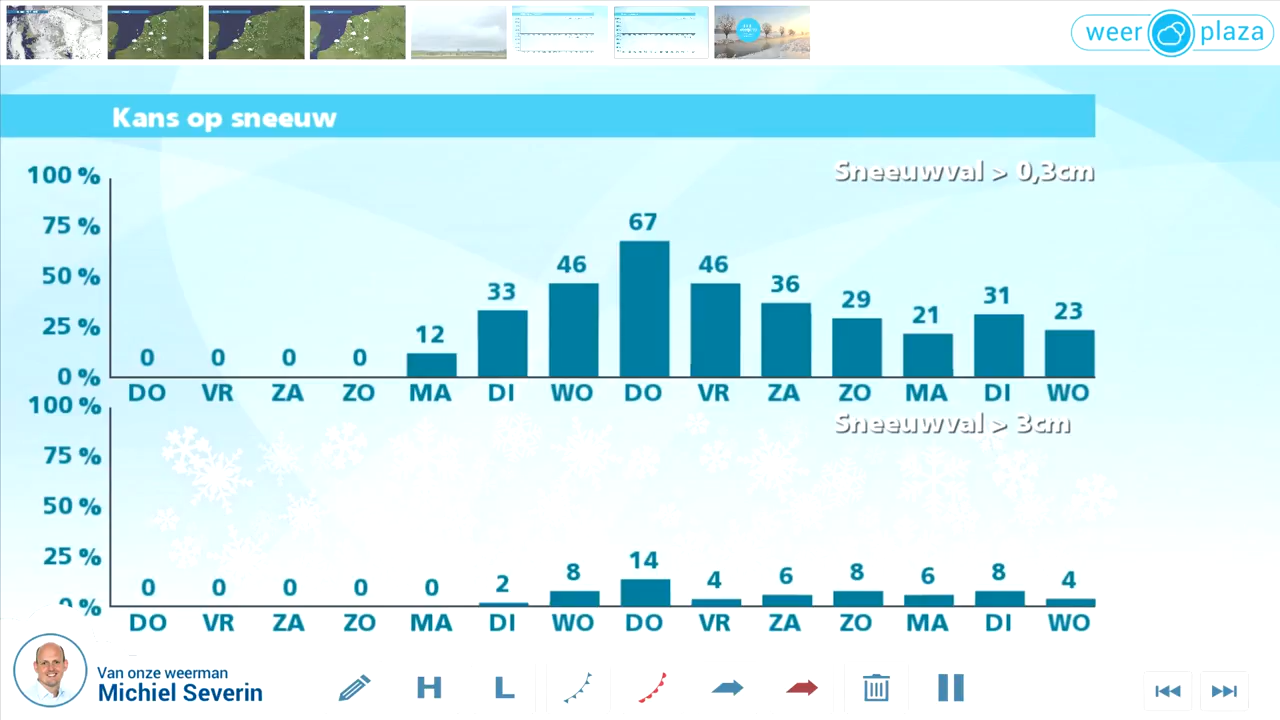 weer plaza
Kans op sneeuw
Sneeuwval > 0,3cm
100 %
75 %
50 %
25 %
0 %
0 0 0 0 12 33 46 67 46 36 29 21 31 23
DO VR ZA ZO MA DI WO DO VR ZA ZO MA DI WO
Sneeuwval > 3cm
100 %
75 %
50 %
25 %
0 %
0 0 0 0 0 2 8 14 4 6 8 6 8 4
DO VR ZA ZO MA DI WO DO VR ZA ZO MA DI WO
Van onze weerman
Michiel Severin
H L